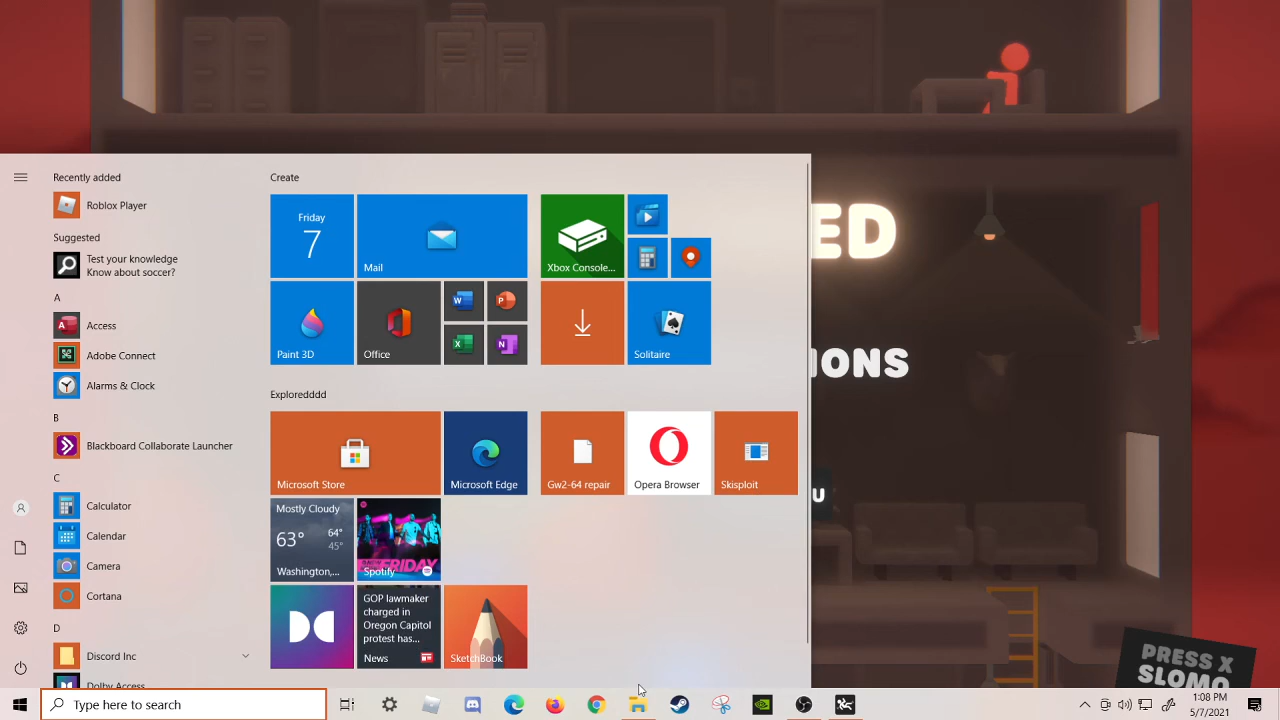 Recently added
Roblox Player
Suggested
Test your knowledge
Know about soccer?
A
Access
Adobe Connect
Alarms & Clock
B
Blackboard Collaborate Launcher
C
Calculator
Calendar
Camera
Cortana
D
Discord Inc
Dolby Access
Create
Friday
7
Mail
Xbox Console...
Paint 3D
Office
Solitaire
Exploredddd
Microsoft Store
Microsoft Edge
Gw2-64 repair
Opera Browser
Skisploit
Mostly Cloudy
63°
64°
45°
Washington,...
FRIDAY
Spotify
GOP lawmaker
charged in
Oregon Capitol
protest has...
News
SketchBook
ED
IONS
U
PRESS X
SLOMO
Type here to search
1:08 PM
5/7/2021